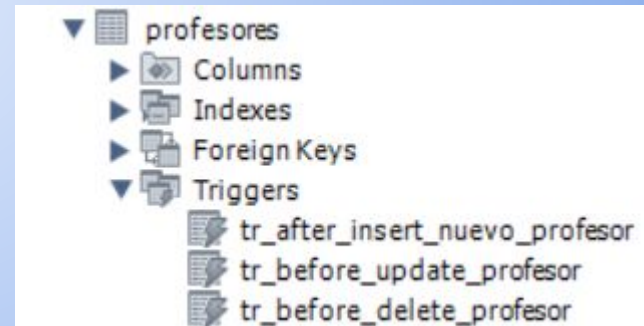 profesores
Columns
Indexes
Foreign Keys
Triggers
tr_after_insert_nuevo_profesor
tr_before_update_profesor
tr_before_delete_profesor